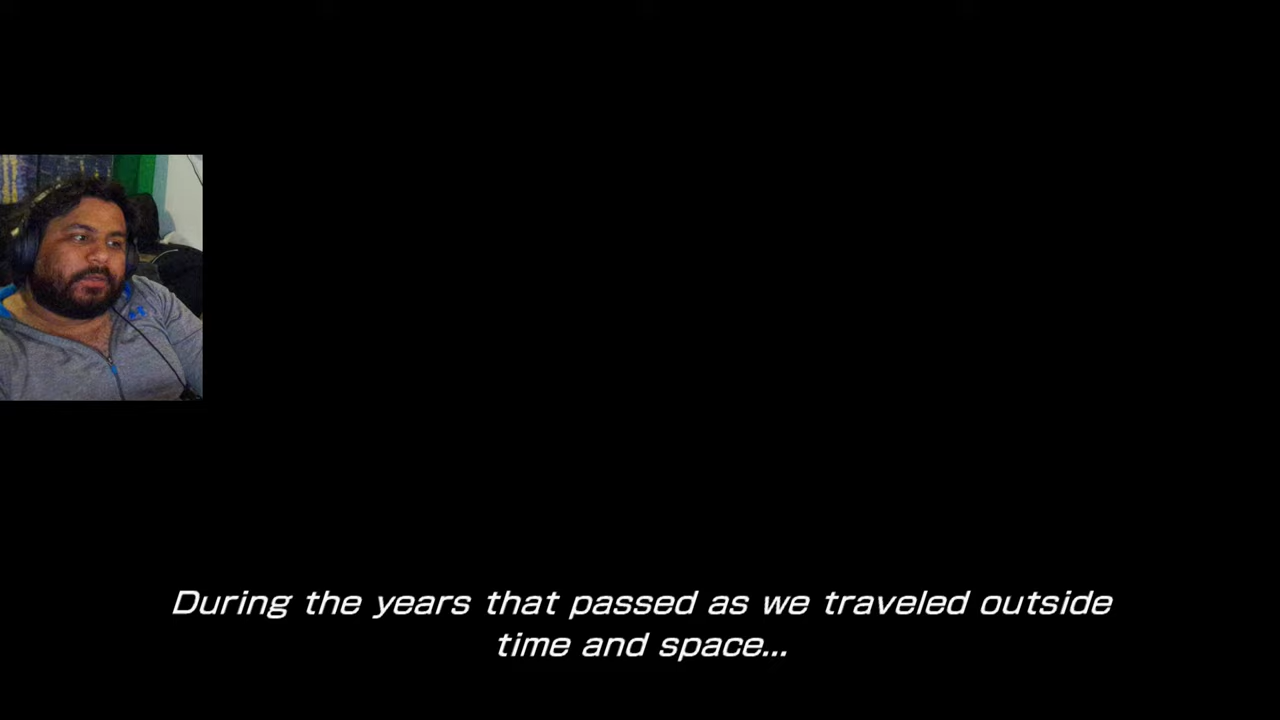 During the years that passed as we traveled outside
time and space...